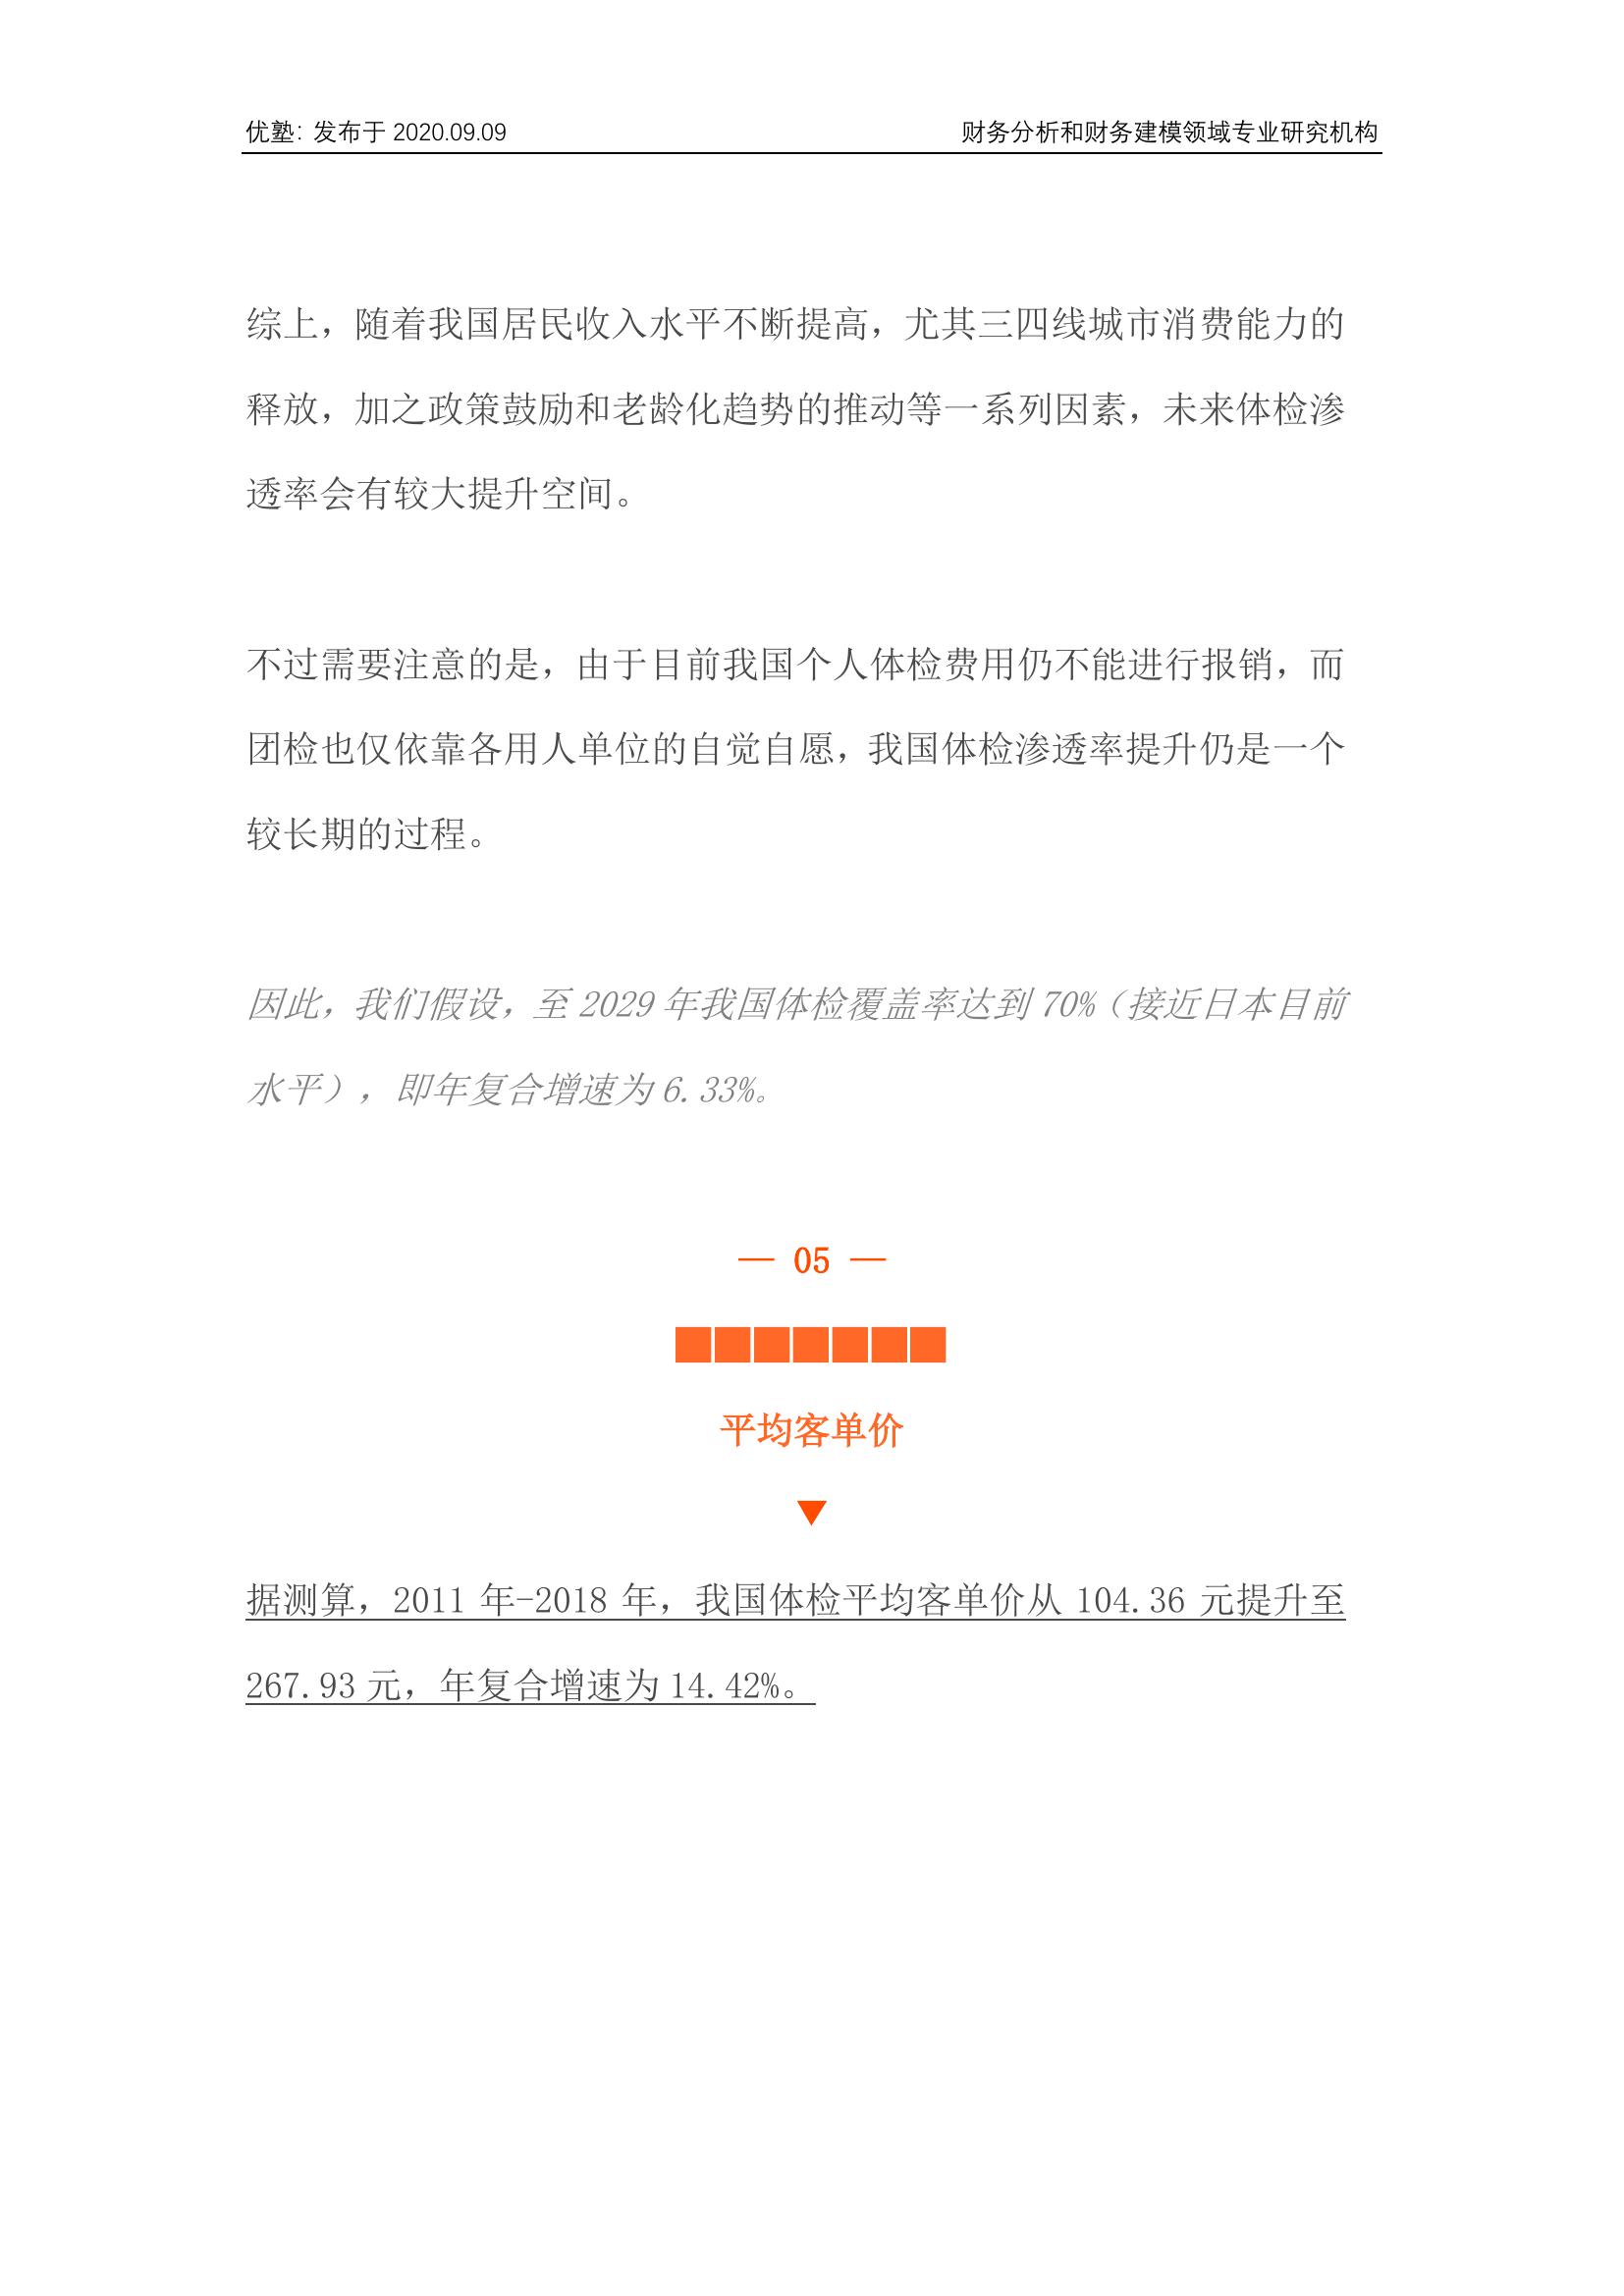 优塾：发布于 2020.09.09 财务分析和财务建模领域专业研究机构
综上，随着我国居民收入水平不断提高，尤其三四线城市消费能力的
释放，加之政策鼓励和老龄化趋势的推动等一系列因素，未来体检渗
透率会有较大提升空间。
不过需要注意的是，由于目前我国个人体检费用仍不能进行报销，而
团检也仅依靠各用人单位的自觉自愿，我国体检渗透率提升仍是一个
较长期的过程。
因此，我们假设，至 2029 年我国体检覆盖率达到 70%（接近日本目前
水平），即年复合增速为 6.33%。
— 05 —
■■■■■■■
平均客单价
▼
据测算，2011 年-2018 年，我国体检平均客单价从 104.36 元提升至
267.93 元，年复合增速为 14.42%。